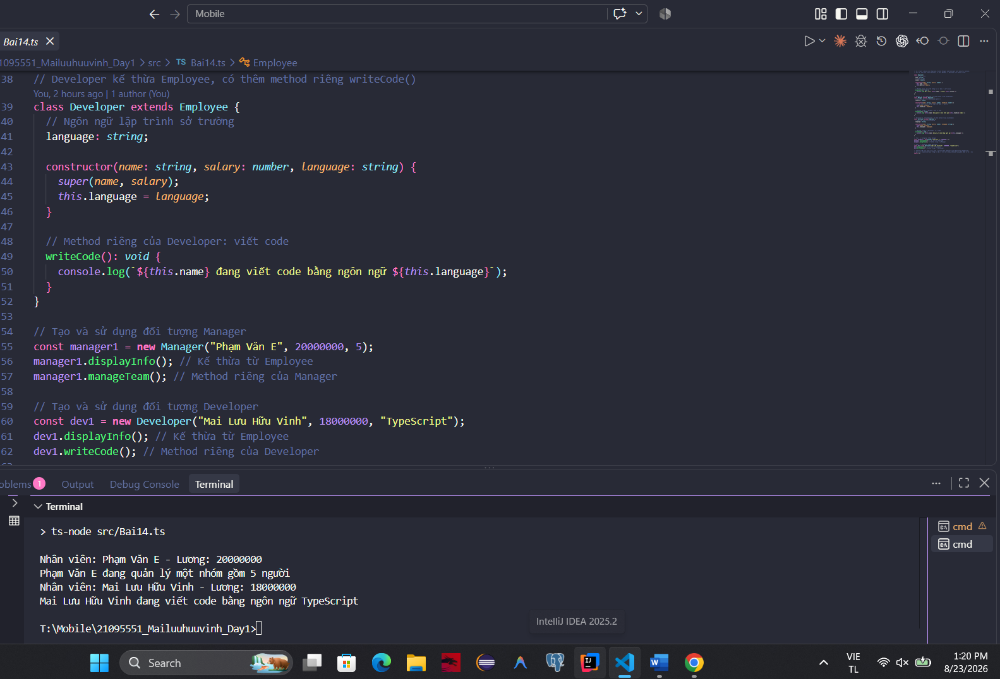 Mobile
Bai14.ts
1095551_Mailuuhuuvinh_Day1 > src > TS Bai14.ts > Employee
38 // Developer kế thừa Employee, có thêm method riêng writeCode()
You, 2 hours ago | 1 author (You)
39 class Developer extends Employee {
40 // Ngôn ngữ lập trình sở trường
41 language: string;
42
43 constructor(name: string, salary: number, language: string) {
44 super(name, salary);
45 this.language = language;
46 }
47
48 // Method riêng của Developer: viết code
49 writeCode(): void {
50 console.log(`${this.name} đang viết code bằng ngôn ngữ ${this.language}`);
51 }
52 }
53
54 // Tạo và sử dụng đối tượng Manager
55 const manager1 = new Manager("Phạm Văn E", 20000000, 5);
56 manager1.displayInfo(); // Kế thừa từ Employee
57 manager1.manageTeam(); // Method riêng của Manager
58
59 // Tạo và sử dụng đối tượng Developer
60 const dev1 = new Developer("Mai Lưu Hữu Vinh", 18000000, "TypeScript");
61 dev1.displayInfo(); // Kế thừa từ Employee
62 dev1.writeCode(); // Method riêng của Developer
oblems 1 Output Debug Console Terminal
Terminal
> ts-node src/Bai14.ts
Nhân viên: Phạm Văn E - Lương: 20000000
Phạm Văn E đang quản lý một nhóm gồm 5 người
Nhân viên: Mai Lưu Hữu Vinh - Lương: 18000000
Mai Lưu Hữu Vinh đang viết code bằng ngôn ngữ TypeScript
T:\Mobile\21095551_Mailuuhuuvinh_Day1>
cmd
cmd
IntelliJ IDEA 2025.2
Search
VIE
TL
1:20 PM
8/23/2026